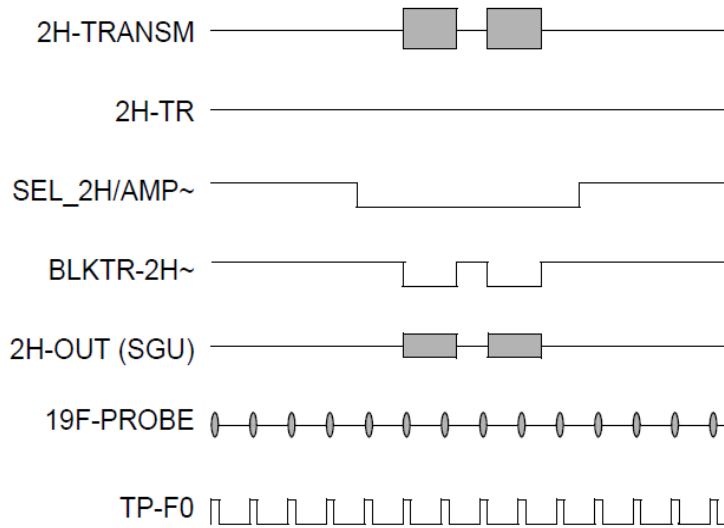 2H-TRANSM
2H-TR
SEL_2H/AMP~
BLKTR-2H~
2H-OUT (SGU)
19F-PROBE
TP-F0